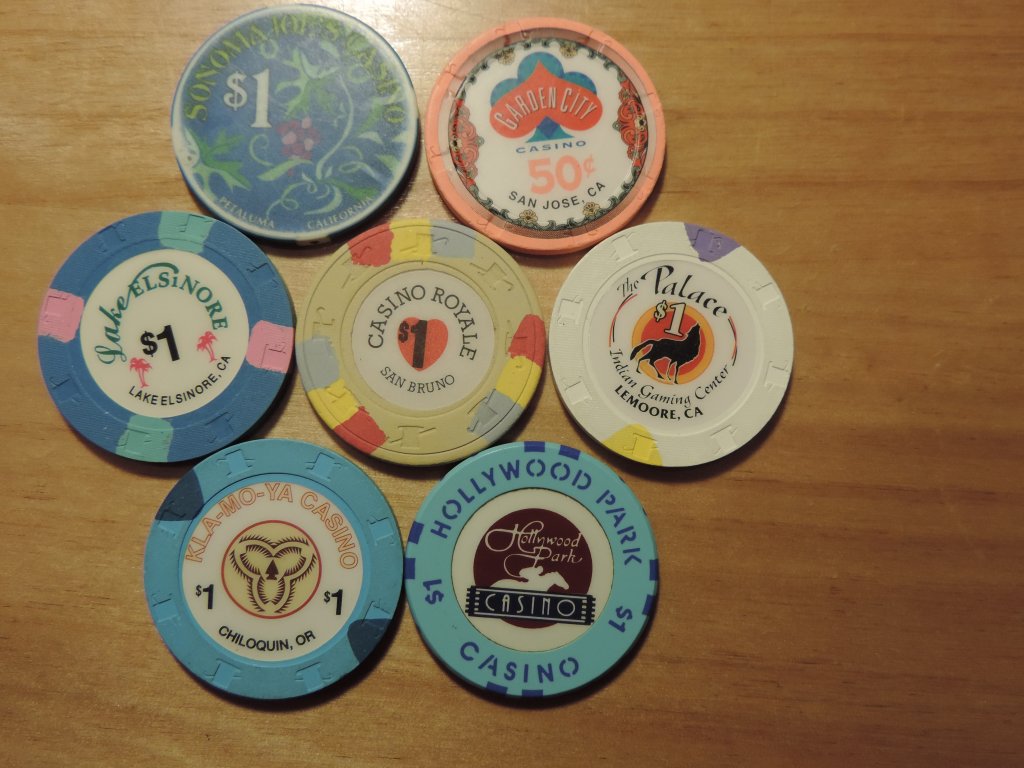 SONOMA JOE'S CASINO
$1
PETALUMA CALIFORNIA
GARDEN CITY
CASINO
50¢
SAN JOSE, CA
Lake ELSiNORE
$1
LAKE ELSINORE, CA
CASINO ROYALE
$1
SAN BRUNO
The Palace
$1
Indian Gaming Center
LEMOORE, CA
KLA-MO-YA CASINO
$1 $1
CHILOQUIN, OR
HOLLYWOOD PARK
Hollywood
Park
CASINO
$1 $1
CASINO